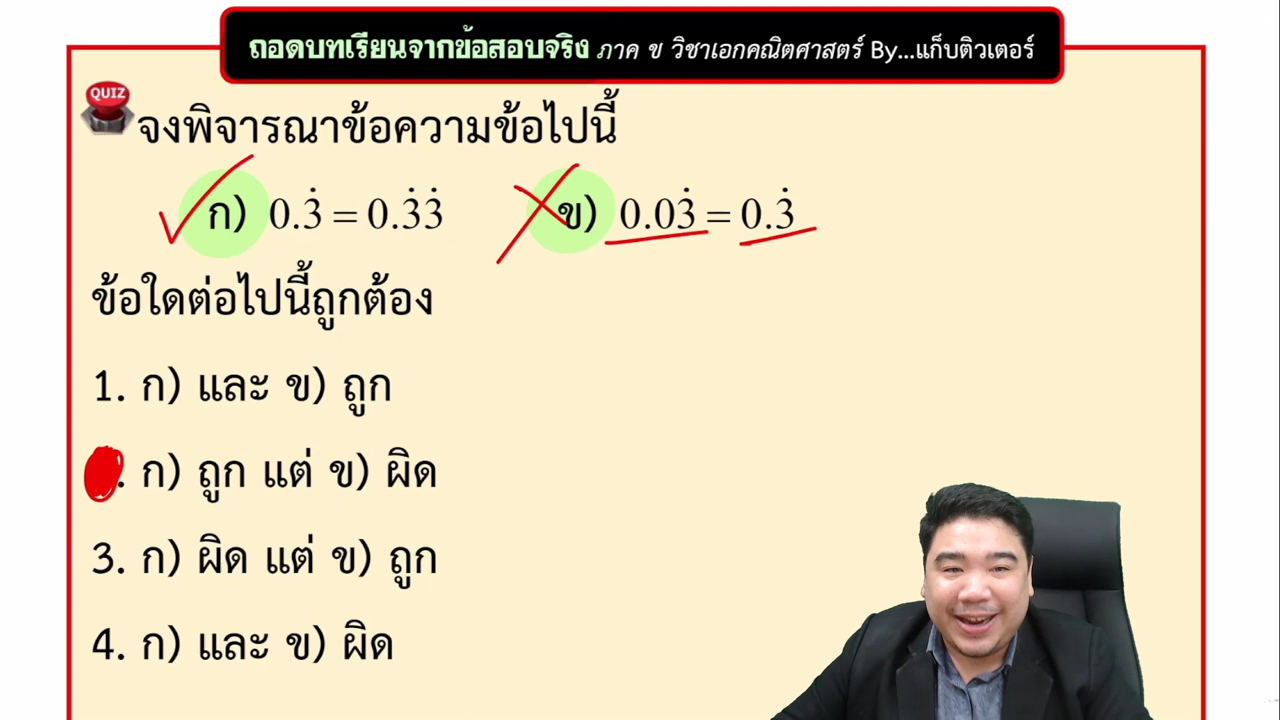 ถอดบทเรียนจากข้อสอบจริง ภาค ข วิชาเอกคณิตศาสตร์ By...แก็บติวเตอร์
QUIZ
จงพิจารณาข้อความข้อไปนี้
ก) 0.3̇ = 0.3̇3̇ ข) 0.03̇ = 0.3̇
ข้อใดต่อไปนี้ถูกต้อง
1. ก) และ ข) ถูก
. ก) ถูก แต่ ข) ผิด
3. ก) ผิด แต่ ข) ถูก
4. ก) และ ข) ผิด